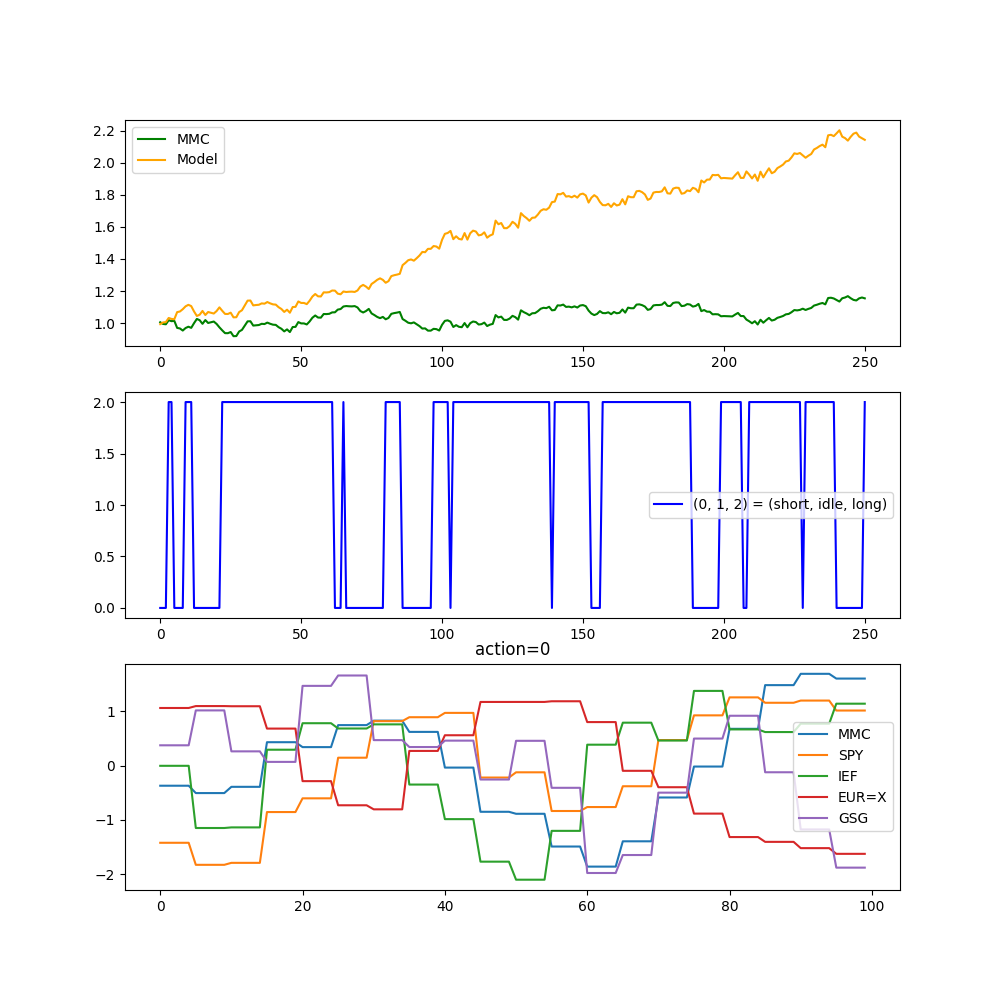 2.2
2.0
1.8
1.6
1.4
1.2
1.0
MMC
Model
0 50 100 150 200 250
2.0
1.5
1.0
0.5
0.0
(0, 1, 2) = (short, idle, long)
0 50 100 150 200 250
action=0
1
0
−1
−2
MMC
SPY
IEF
EUR=X
GSG
0 20 40 60 80 100